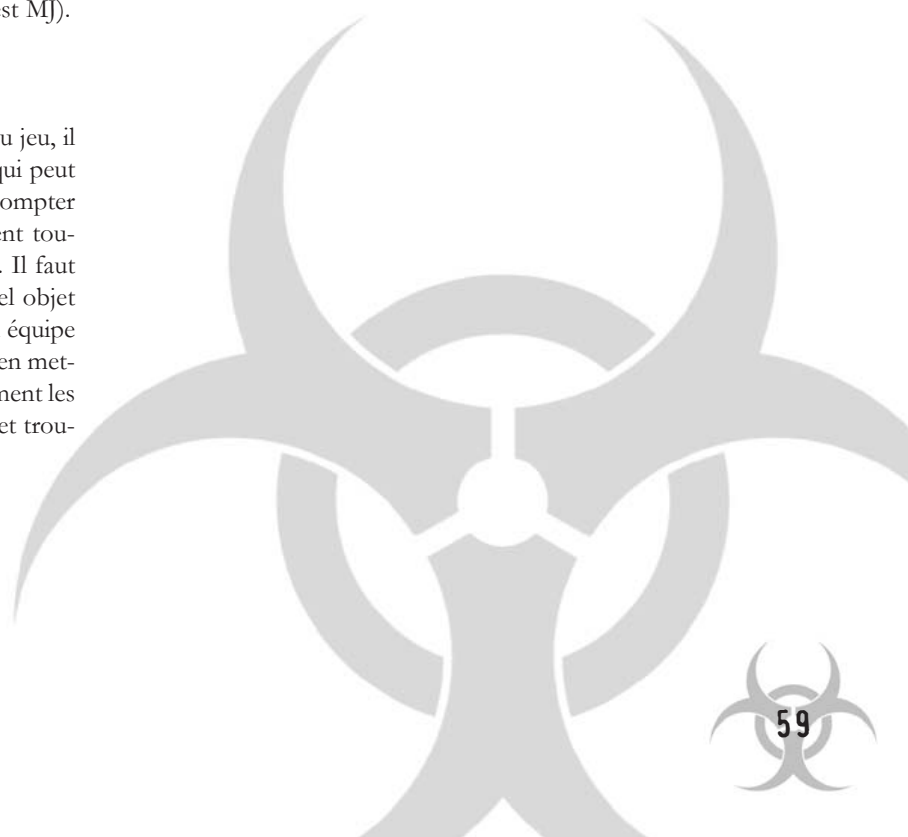 est MJ).
u jeu, il
qui peut
ompter
ent tou-
. Il faut
el objet
équipe
en met-
ment les
et trou-
59